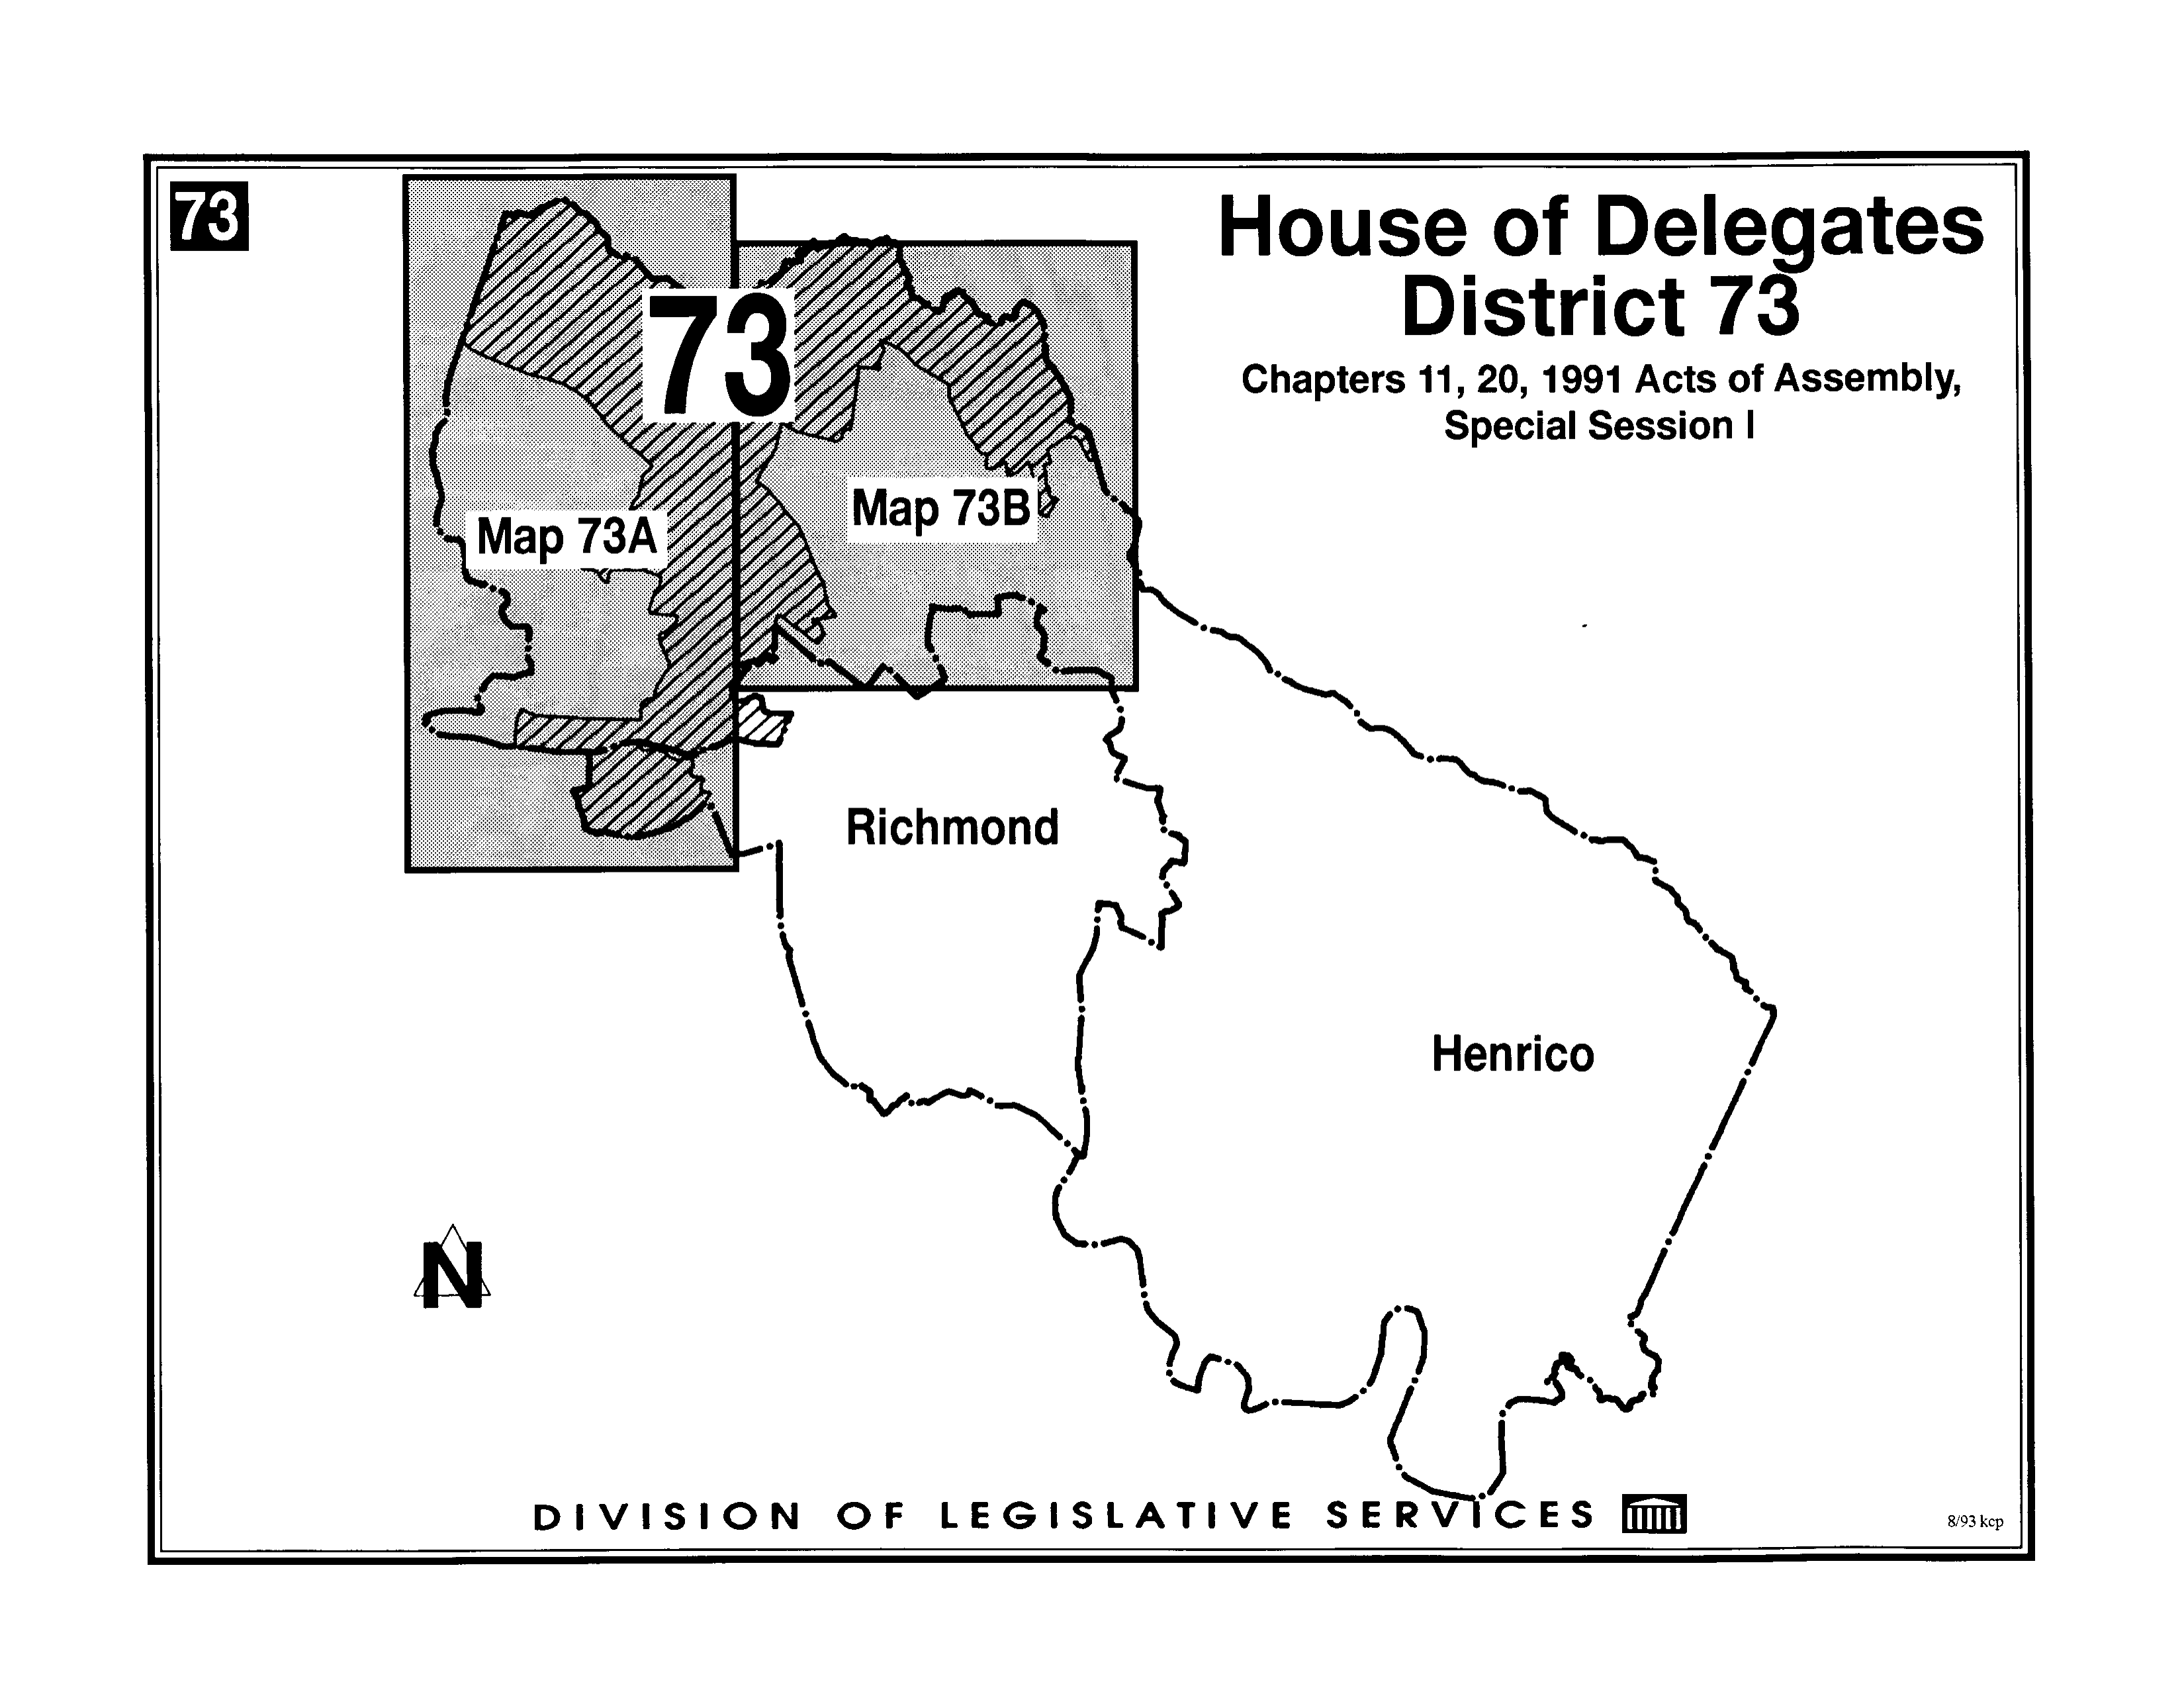 73
House of Delegates
District 73
Chapters 11, 20, 1991 Acts of Assembly,
Special Session I
73
Map 73B
Map 73A
Richmond
Henrico
N
DIVISION OF LEGISLATIVE SERVICES
8/93 kcp